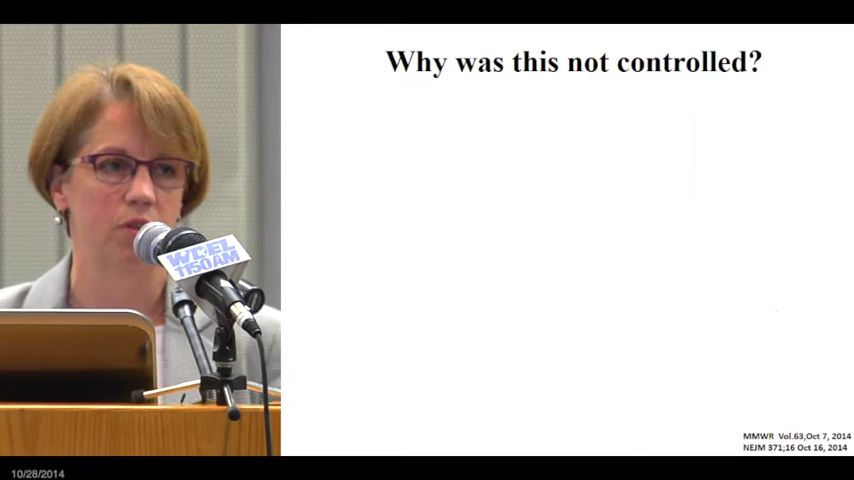 Why was this not controlled?
WDEL
1150AM
MMWR Vol.63,Oct 7, 2014
NEJM 371;16 Oct 16, 2014
10/28/2014